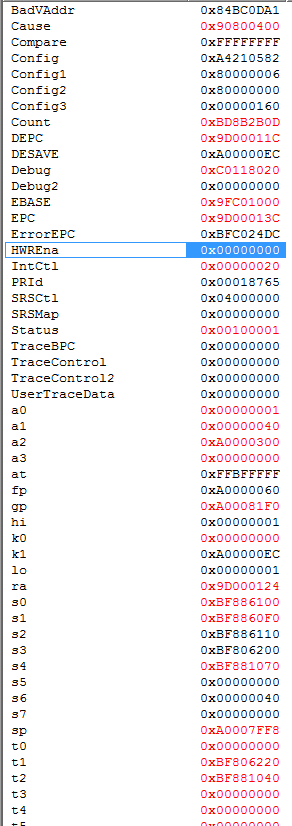 BadVAddr 0x84BC0DA1
Cause 0x90800400
Compare 0xFFFFFFFF
Config 0xA4210582
Config1 0x80000006
Config2 0x80000000
Config3 0x00000160
Count 0xBD8B2B0D
DEPC 0x9D00011C
DESAVE 0xA00000EC
Debug 0xC0118020
Debug2 0x00000000
EBASE 0x9FC01000
EPC 0x9D00013C
ErrorEPC 0xBFC024DC
HWREna 0x00000000
IntCtl 0x00000020
PRId 0x00018765
SRSCtl 0x04000000
SRSMap 0x00000000
Status 0x00100001
TraceBPC 0x00000000
TraceControl 0x00000000
TraceControl2 0x00000000
UserTraceData 0x00000000
a0 0x00000001
a1 0x00000040
a2 0xA0000300
a3 0x00000000
at 0xFFBFFFFF
fp 0xA0000060
gp 0xA00081F0
hi 0x00000001
k0 0x00000000
k1 0xA00000EC
lo 0x00000001
ra 0x9D000124
s0 0xBF886100
s1 0xBF8860F0
s2 0xBF886110
s3 0xBF806200
s4 0xBF881070
s5 0x00000000
s6 0x00000040
s7 0x00000000
sp 0xA0007FF8
t0 0x00000000
t1 0xBF806220
t2 0xBF881040
t3 0x00000000
t4 0x00000000